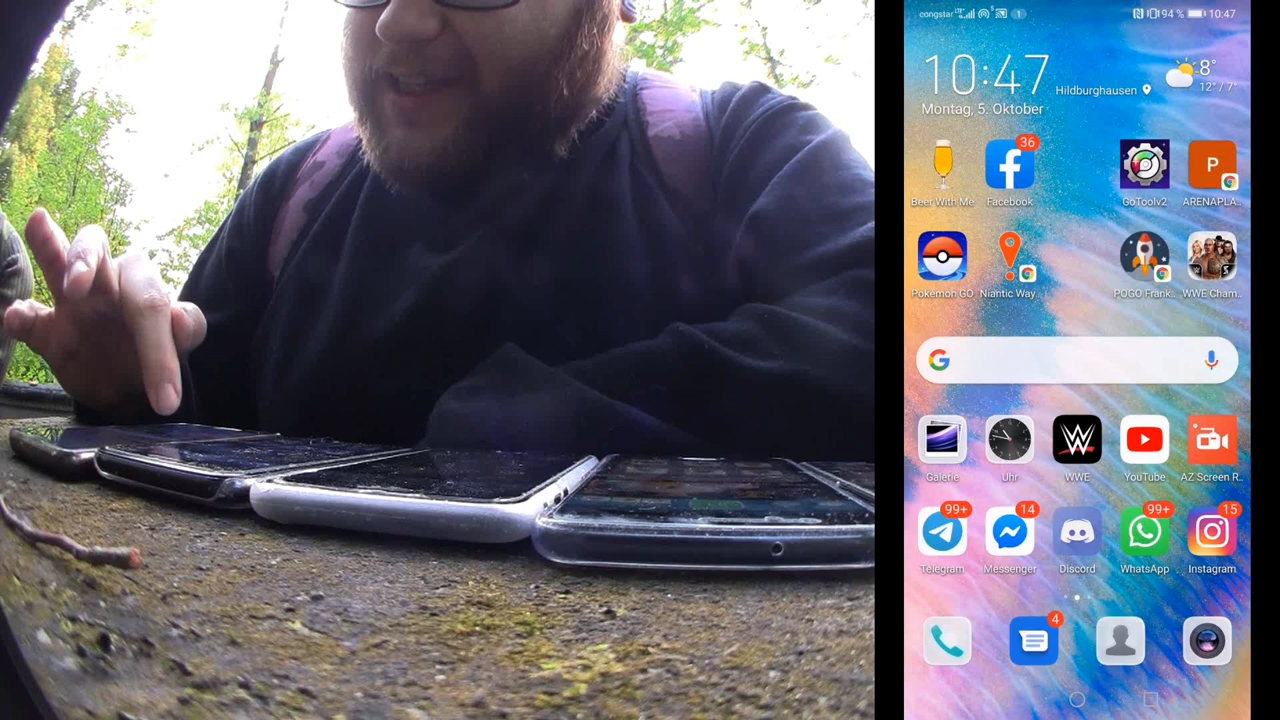 congstar
1
94 %
10:47
10:47
Hildburghausen
8°
12° / 7°
Montag, 5. Oktober
36
P
Beer With Me
Facebook
GoToolv2
ARENAPLA..
Pokémon GO
Niantic Way..
POGO Frank..
WWE Cham..
G
W
Galerie
Uhr
WWE
YouTube
AZ Screen R..
99+
14
99+
15
Telegram
Messenger
Discord
WhatsApp
Instagram
4